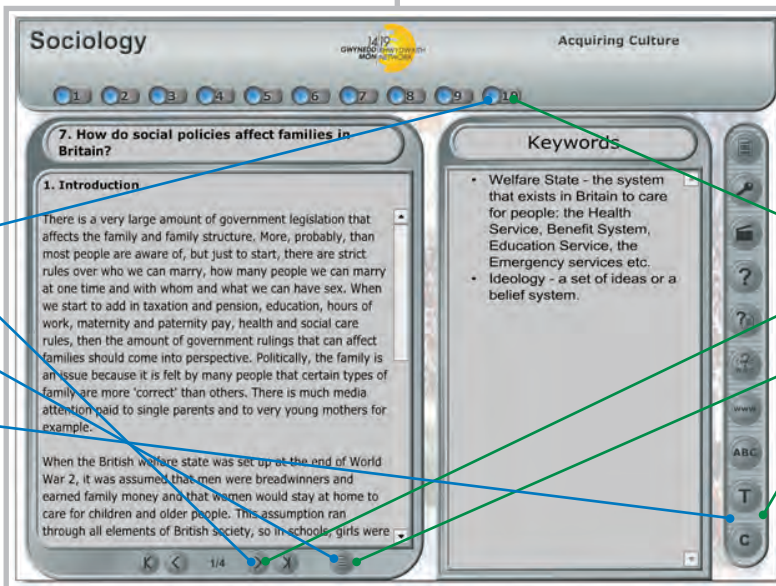 Sociology
14|19
GWYNEDD
MÔN NETWORK
Acquiring Culture
1 2 3 4 5 6 7 8 9 10
7. How do social policies affect families in
Britain?
1. Introduction
There is a very large amount of government legislation that
affects the family and family structure. More, probably, than
most people are aware of, but just to start, there are strict
rules over who we can marry, how many people we can marry
at one time and with whom and what we can have sex. When
we start to add in taxation and pension, education, hours of
work, maternity and paternity pay, health and social care
rules, then the amount of government rulings that can affect
families should come into perspective. Politically, the family is
an issue because it is felt by many people that certain types of
family are more 'correct' than others. There is much media
attention paid to single parents and to very young mothers for
example.
When the British welfare state was set up at the end of World
War 2, it was assumed that men were breadwinners and
earned family money and that women would stay at home to
care for children and older people. This assumption ran
through all elements of British society, so in schools, girls were
1/4
Keywords
• Welfare State - the system
that exists in Britain to care
for people: the Health
Service, Benefit System,
Education Service, the
Emergency services etc.
• Ideology - a set of ideas or a
belief system.
?
?
www
ABC
T
C